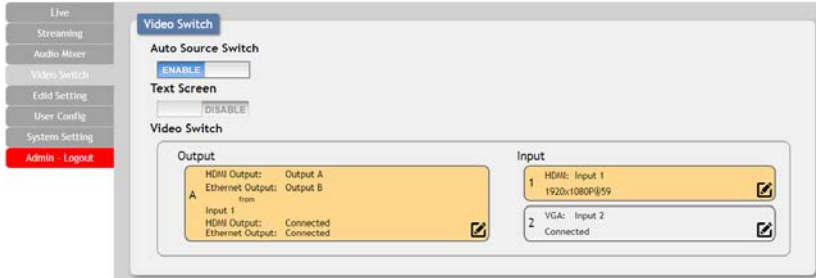 Live
Streaming
Audio Mixer
Video Switch
Edid Setting
User Config
System Setting
Admin - Logout
Video Switch
Auto Source Switch
ENABLE
Text Screen
DISABLE
Video Switch
Output
A
HDMI Output: Output A
Ethernet Output: Output B
from
Input 1
HDMI Output: Connected
Ethernet Output: Connected
Input
1 HDMI: Input 1
1920x1080P@59
2 VGA: Input 2
Connected